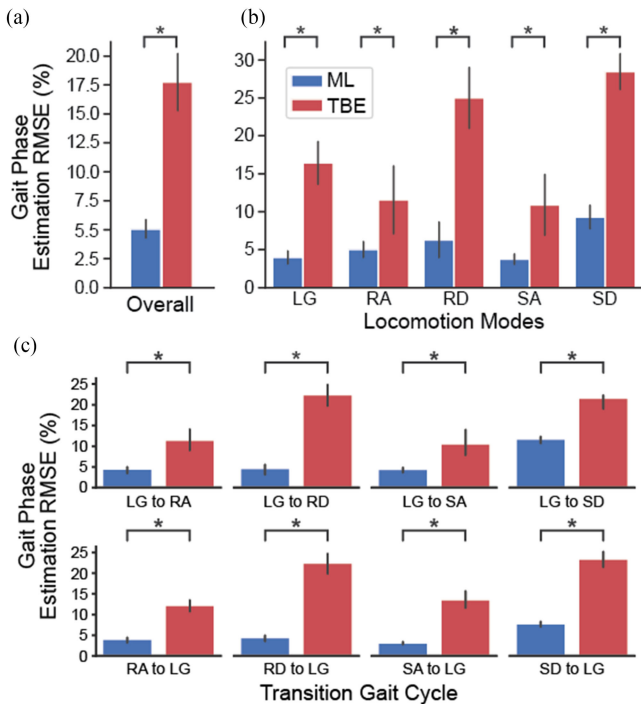 (a)
*
Gait Phase
Estimation RMSE (%)
20.0
17.5
15.0
12.5
10.0
7.5
5.5
2.5
0.0
Overall
(b)
* * * * *
ML
TBE
30
25
20
15
10
5
0
LG RA RD SA SD
Locomotion Modes
(c)
Gait Phase
Estimation RMSE (%)
* * * *
25
20
15
10
5
0
LG to RA LG to RD LG to SA LG to SD
* * * *
25
20
15
10
5
0
RA to LG RD to LG SA to LG SD to LG
Transition Gait Cycle